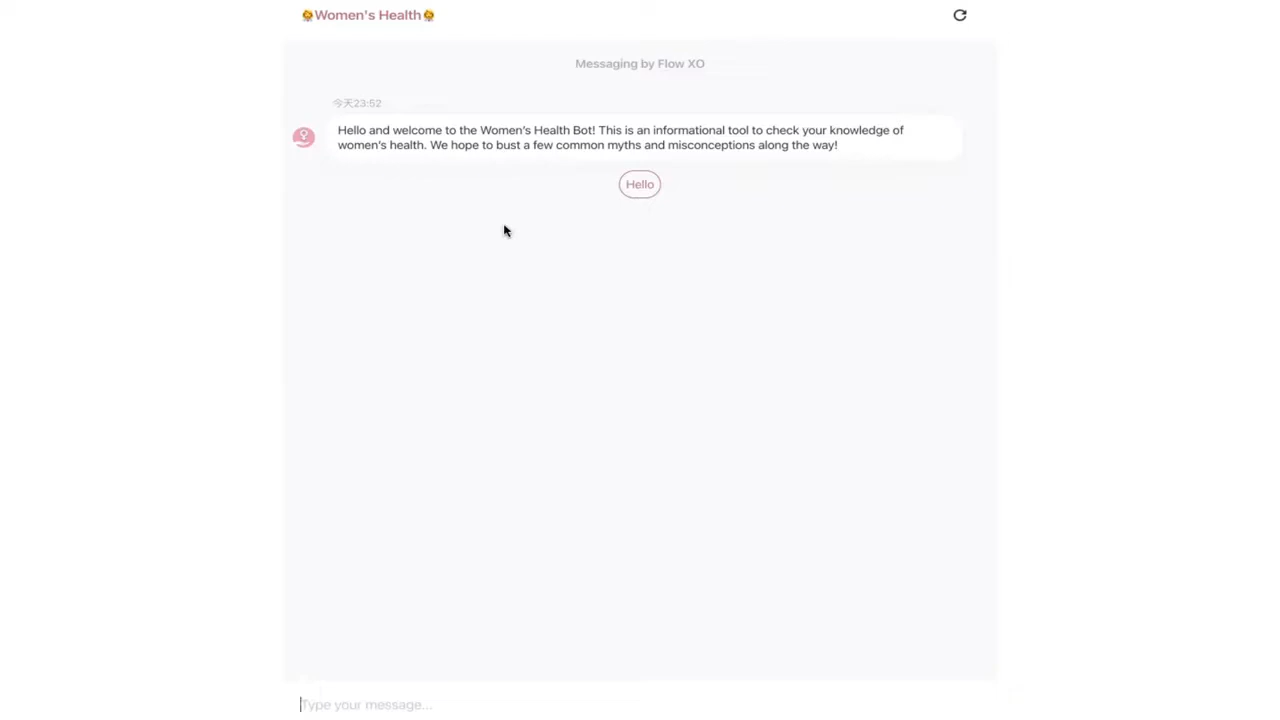 Women's Health
Messaging by Flow XO
今天23:52
Hello and welcome to the Women's Health Bot! This is an informational tool to check your knowledge of
women's health. We hope to bust a few common myths and misconceptions along the way!
Hello
Type your message...